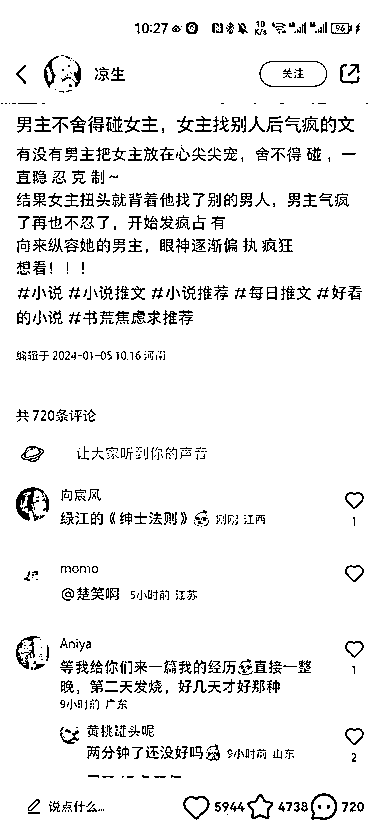 10:27
10 K/s
96
凉生
关注
男主不舍得碰女主，女主找别人后气疯的文
有没有男主把女主放在心尖尖宠，舍不得 碰 ，一
直隐 忍 克 制~
结果女主扭头就背着他找了别的男人，男主气疯
了再也不忍了，开始发疯占 有
向来纵容她的男主，眼神逐渐偏 执 疯狂
想看！！！
#小说 #小说推文 #小说推荐 #每日推文 #好看
的小说 #书荒焦虑求推荐
编辑于 2024-01-05 10:16 河南
共 720条评论
让大家听到你的声音
向宸风
绿江的《绅士法则》 刚刚 江西
1
momo
@楚笑啊 5小时前 江苏
Aniya
等我给你们来一篇我的经历 直接一整
晚，第二天发烧，好几天才好那种
9小时前 广东
1
黄桃罐头呢
两分钟了还没好吗 9小时前 山东
2
说点什么...
5944
4738
720